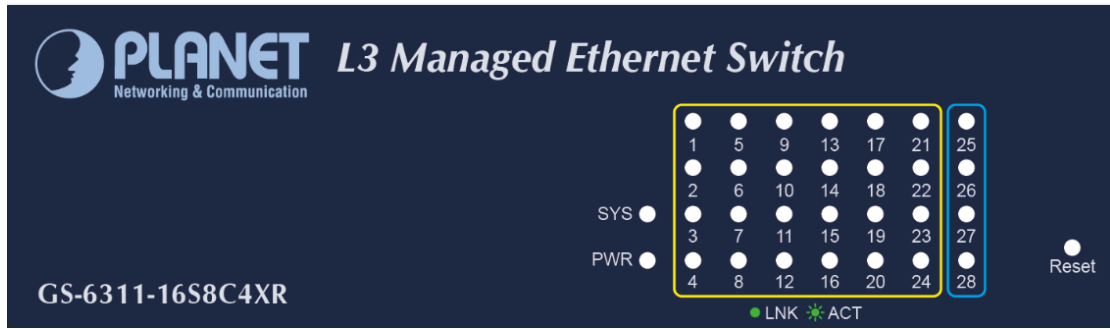 PLANET
Networking & Communication
L3 Managed Ethernet Switch
1 5 9 13 17 21 25
2 6 10 14 18 22 26
SYS
3 7 11 15 19 23 27
PWR
4 8 12 16 20 24 28
Reset
GS-6311-16S8C4XR
LNK ACT